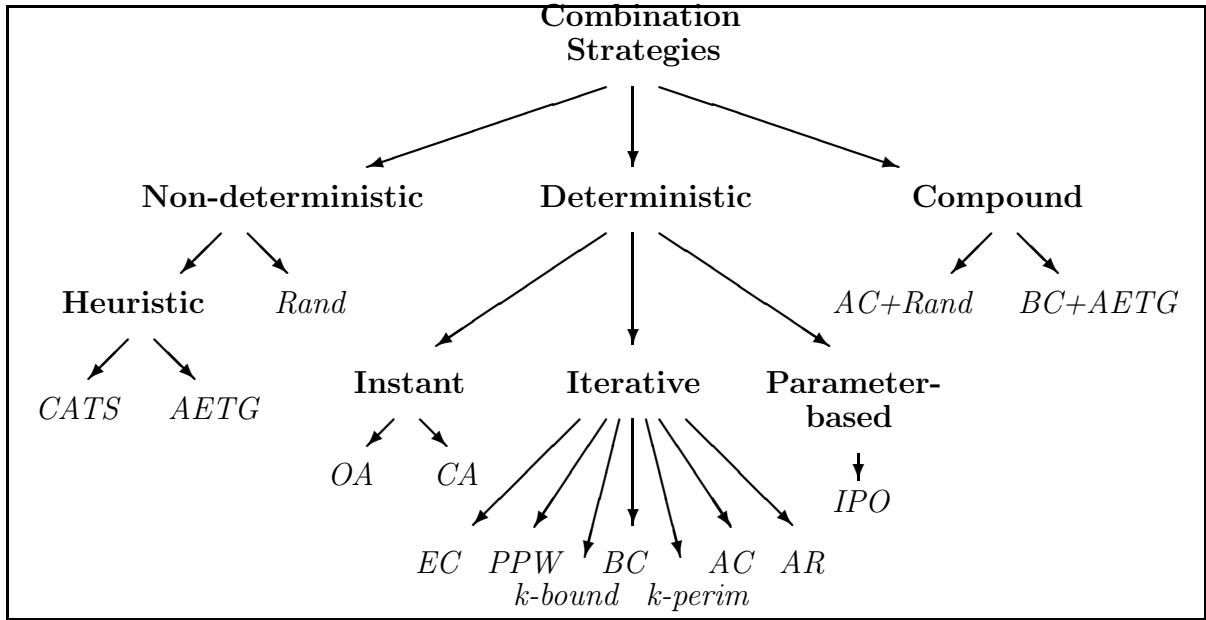 Combination
Strategies
Non-deterministic Deterministic Compound
Heuristic Rand AC+Rand BC+AETG
Instant Iterative Parameter-
based
CATS AETG
OA CA IPO
EC PPW BC AC AR
k-bound k-perim